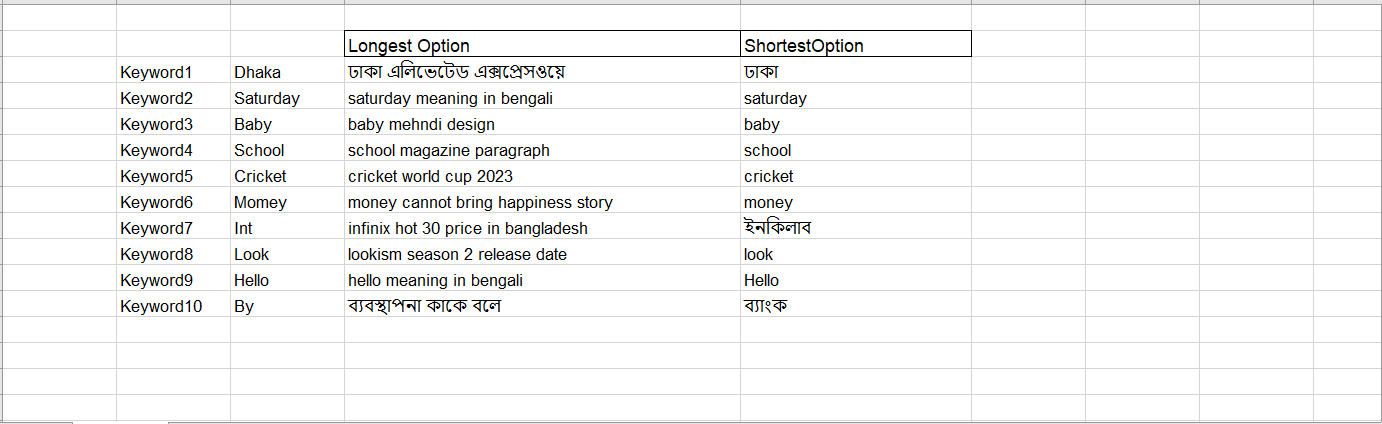 Longest Option ShortestOption
Keyword1 Dhaka ঢাকা এলিভেটেড এক্সপ্রেসওয়ে ঢাকা
Keyword2 Saturday saturday meaning in bengali saturday
Keyword3 Baby baby mehndi design baby
Keyword4 School school magazine paragraph school
Keyword5 Cricket cricket world cup 2023 cricket
Keyword6 Momey money cannot bring happiness story money
Keyword7 Int infinix hot 30 price in bangladesh ইনকিলাব
Keyword8 Look lookism season 2 release date look
Keyword9 Hello hello meaning in bengali Hello
Keyword10 By ব্যবস্থাপনা কাকে বলে ব্যাংক